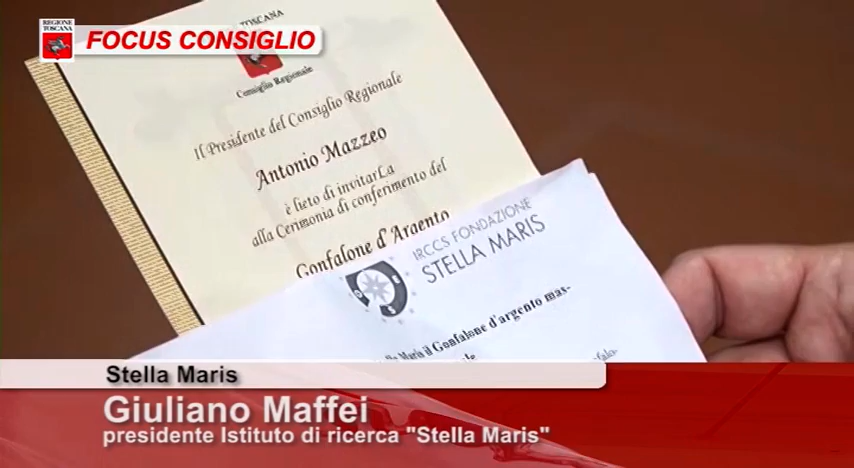 REGIONE
TOSCANA
FOCUS CONSIGLIO
TOSCANA
Consiglio Regionale
Il Presidente del Consiglio Regionale
Antonio Mazzeo
è lieto di invitarLa
alla Cerimonia di conferimento del
Gonfalone d'Argento
IRCCS FONDAZIONE
STELLA MARIS
Stella Maris il Gonfalone d'argento mas-
Stella Maris
Giuliano Maffei
presidente Istituto di ricerca "Stella Maris"